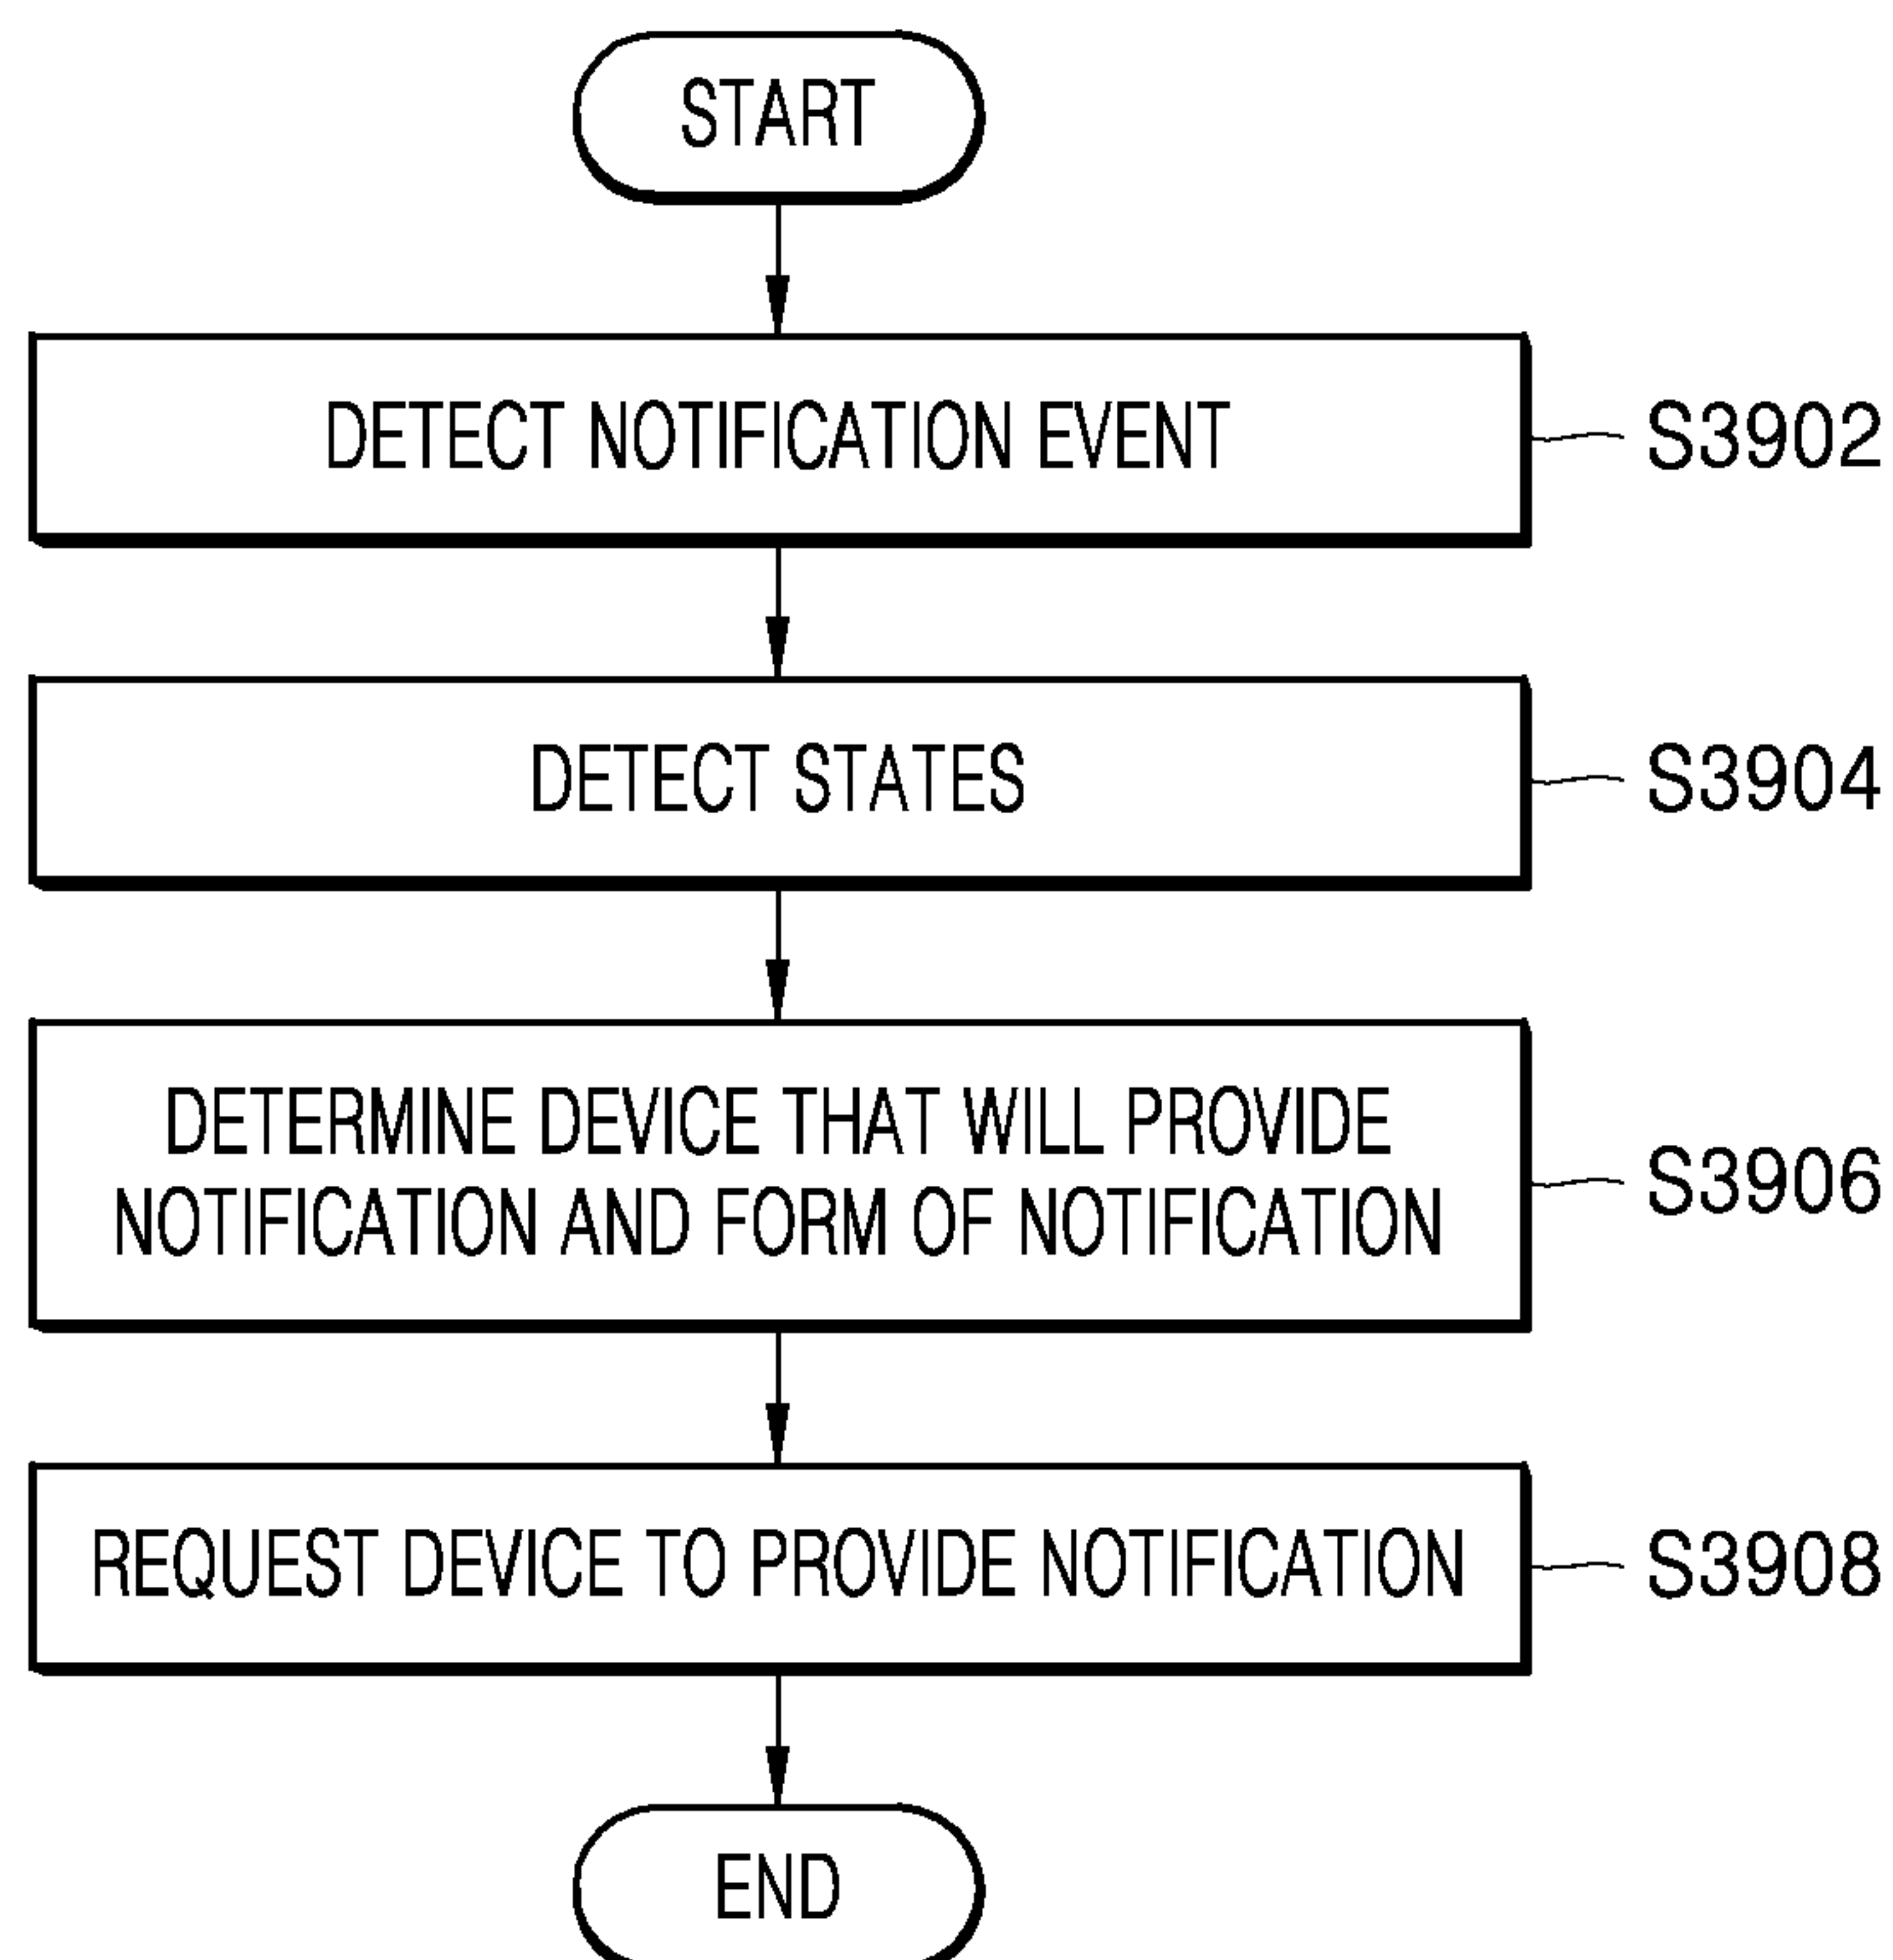 START
DETECT NOTIFICATION EVENT
S3902
DETECT STATES
S3904
DETERMINE DEVICE THAT WILL PROVIDE
NOTIFICATION AND FORM OF NOTIFICATION
S3906
REQUEST DEVICE TO PROVIDE NOTIFICATION
S3908
END